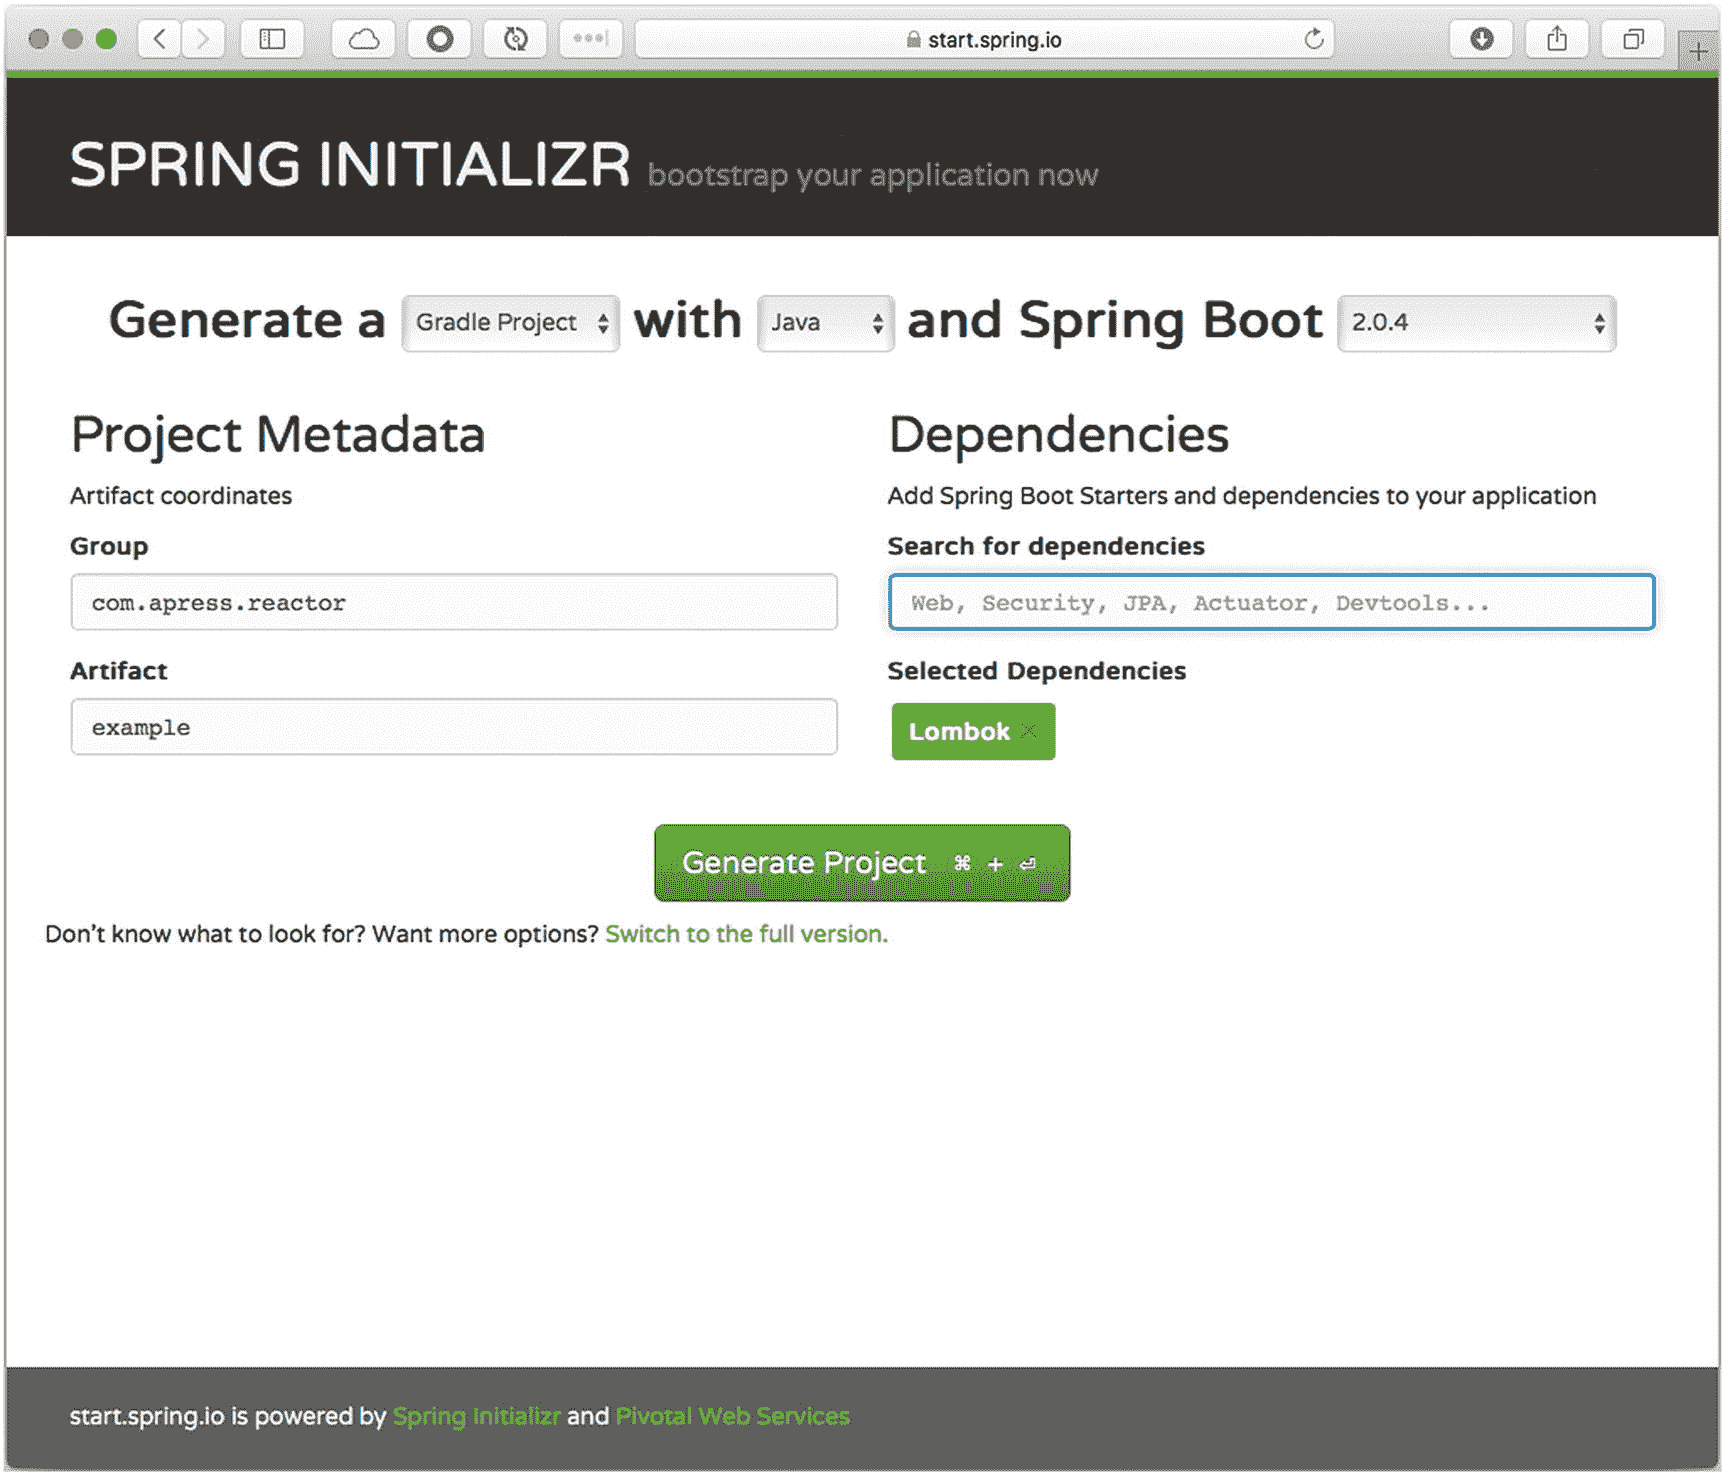 start.spring.io
SPRING INITIALIZR bootstrap your application now
Generate a Gradle Project with Java and Spring Boot 2.0.4
Project Metadata
Artifact coordinates
Group
com.apress.reactor
Artifact
example
Dependencies
Add Spring Boot Starters and dependencies to your application
Search for dependencies
Web, Security, JPA, Actuator, Devtools...
Selected Dependencies
Lombok ×
Generate Project ⌘ + ⏎
Don't know what to look for? Want more options? Switch to the full version.
start.spring.io is powered by Spring Initializr and Pivotal Web Services